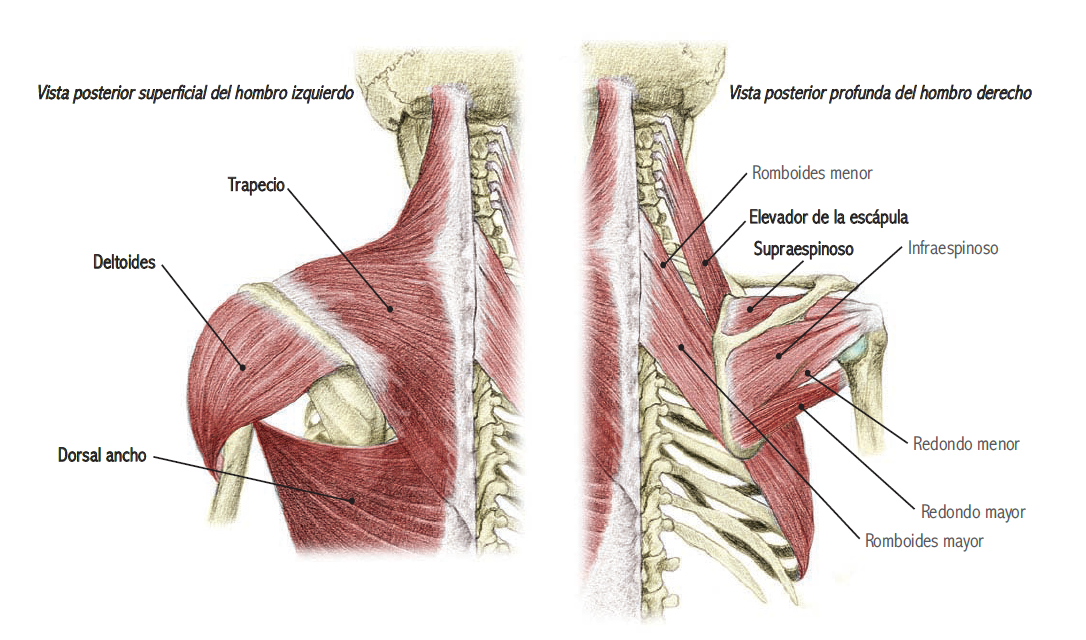 Vista posterior superficial del hombro izquierdo
Trapecio
Deltoides
Dorsal ancho
Vista posterior profunda del hombro derecho
Romboides menor
Elevador de la escápula
Supraespinoso
Infraespinoso
Redondo menor
Redondo mayor
Romboides mayor